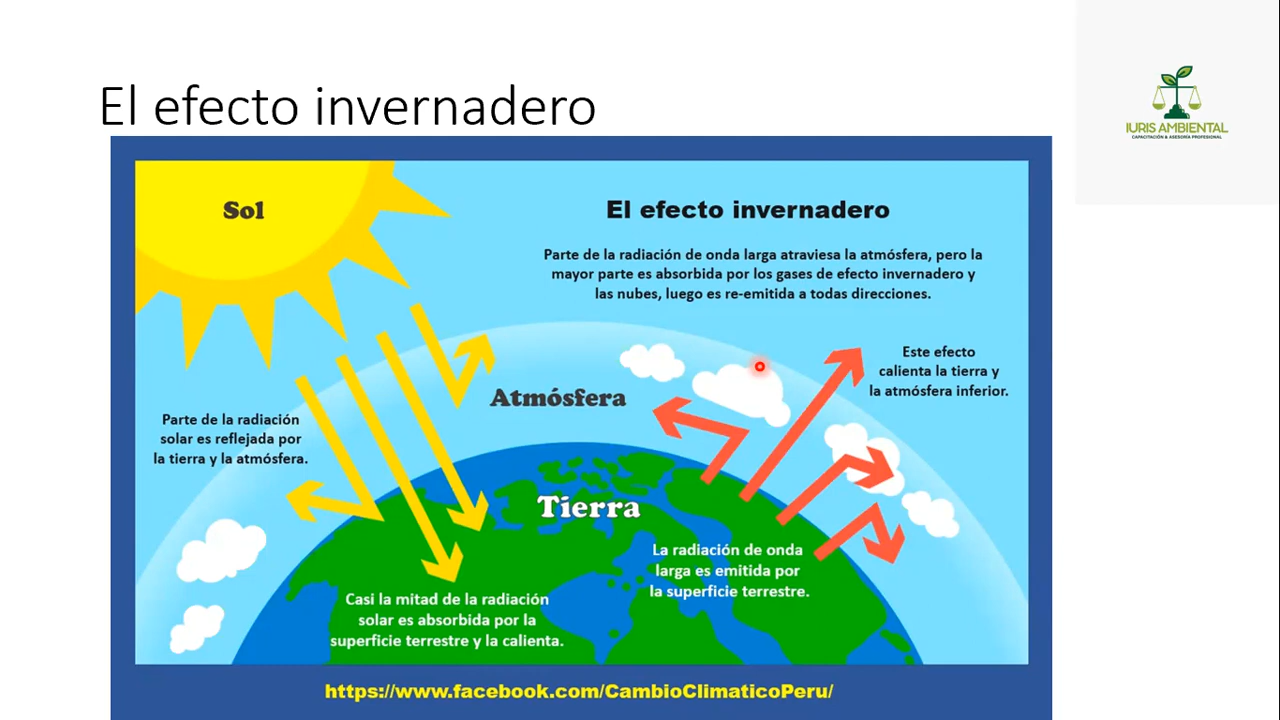 El efecto invernadero
IURIS AMBIENTAL
CAPACITACIÓN & ASESORÍA PROFESIONAL
Sol
El efecto invernadero
Parte de la radiación de onda larga atraviesa la atmósfera, pero la
mayor parte es absorbida por los gases de efecto invernadero y
las nubes, luego es re-emitida a todas direcciones.
Este efecto
calienta la tierra y
la atmósfera inferior.
Atmósfera
Parte de la radiación
solar es reflejada por
la tierra y la atmósfera.
Tierra
La radiación de onda
larga es emitida por
la superficie terrestre.
Casi la mitad de la radiación
solar es absorbida por la
superficie terrestre y la calienta.
https://www.facebook.com/CambioClimaticoPeru/